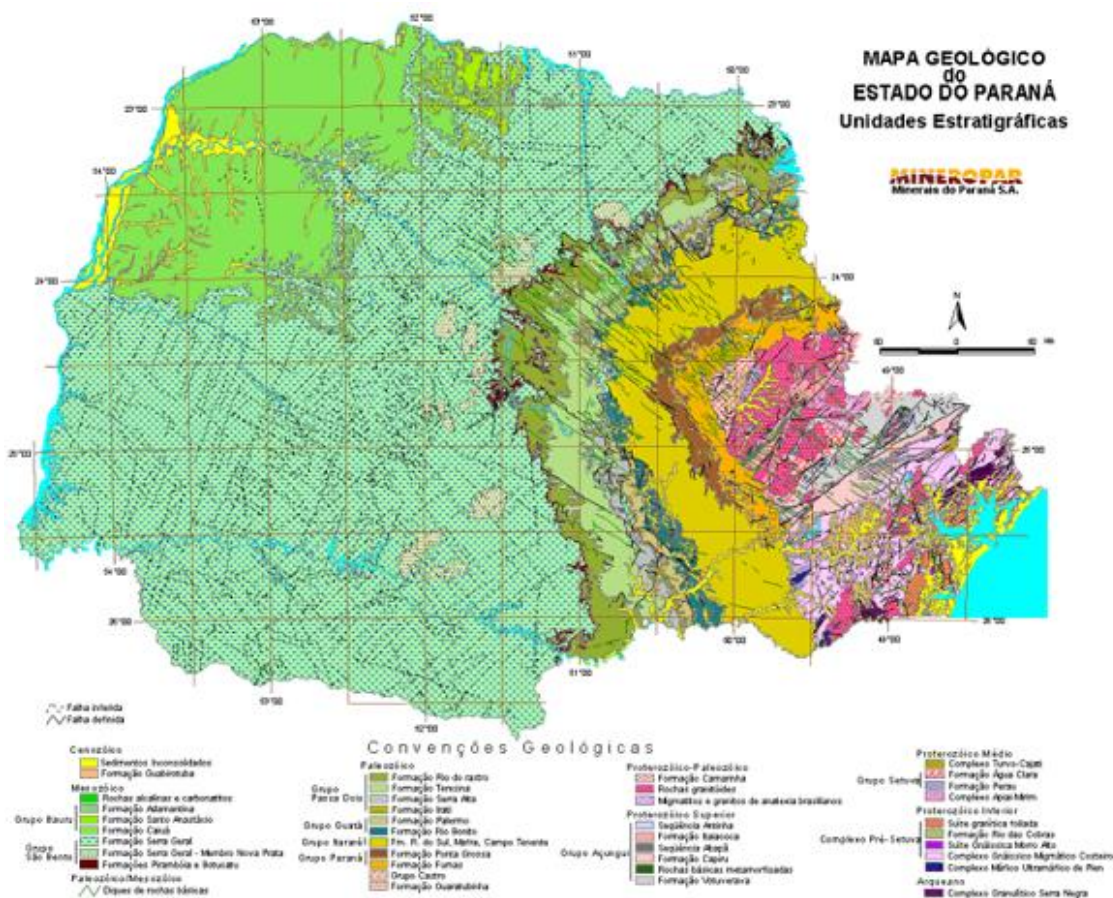 MAPA GEOLÓGICO
do
ESTADO DO PARANÁ
Unidades Estratigráficas
MINEROPAR
Minerais do Paraná S.A.
N
Falha inferida
Falha definida
Convenções Geológicas
Cenozóico
Sedimentos Inconsolidados
Formação Guabirotuba
Mesozóico
Rochas alcalinas e carbonatitos
Grupo Bauru
Formação Adamantina
Formação Santo Anastácio
Formação Caiuá
Grupo São Bento
Formação Serra Geral
Formação Serra Geral - Membro Nova Prata
Formações Pirambóia e Botucatu
Paleozóico/Mesozóico
Diques de rochas básicas
Paleozóico
Grupo Passa Dois
Formação Rio do rastro
Formação Teresina
Formação Serra Alta
Formação Irati
Grupo Guatá
Formação Palermo
Formação Rio Bonito
Grupo Itararé
Fm. R. do Sul, Mafra, Campo Tenente
Grupo Paraná
Formação Ponta Grossa
Formação Furnas
Grupo Castro
Formação Guaratubinha
Proterozóico-Paleozóico
Formação Camarinha
Rochas granitóides
Migmatitos e granitos de anatexia brasilianos
Proterozóico Superior
Grupo Açungui
Seqüência Antinha
Formação Itaiacoca
Seqüência Abapã
Formação Capiru
Rochas básicas metamorfisadas
Formação Votuverava
Proterozóico Médio
Complexo Turvo-Cajati
Grupo Setuva
Formação Água Clara
Formação Perau
Complexo Apiaí-Mirim
Proterozóico Inferior
Complexo Pré-Setuva
Suíte granítica foliada
Formação Rio das Cobras
Suíte Gnáissica Morro Alto
Complexo Gnáissico Migmático Costeiro
Complexo Máfico Ultramáfico de Pien
Arqueano
Complexo Granulítico Serra Negra